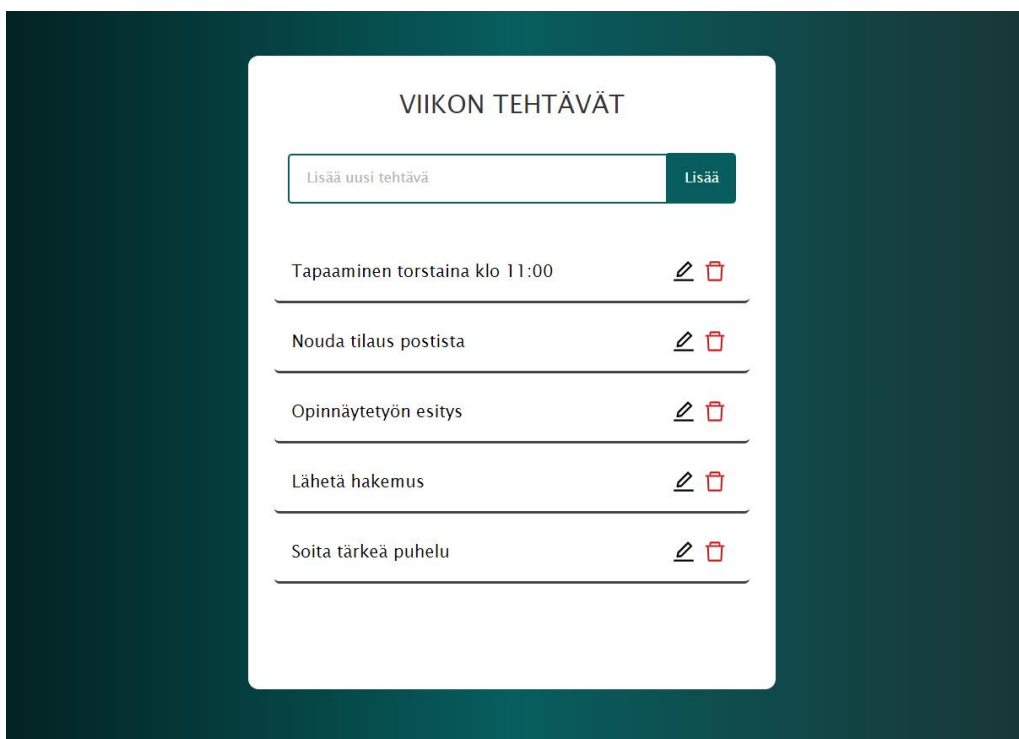 VIIKON TEHTÄVÄT
Lisää uusi tehtävä
Lisää
Tapaaminen torstaina klo 11:00
Nouda tilaus postista
Opinnäytetyön esitys
Lähetä hakemus
Soita tärkeä puhelu